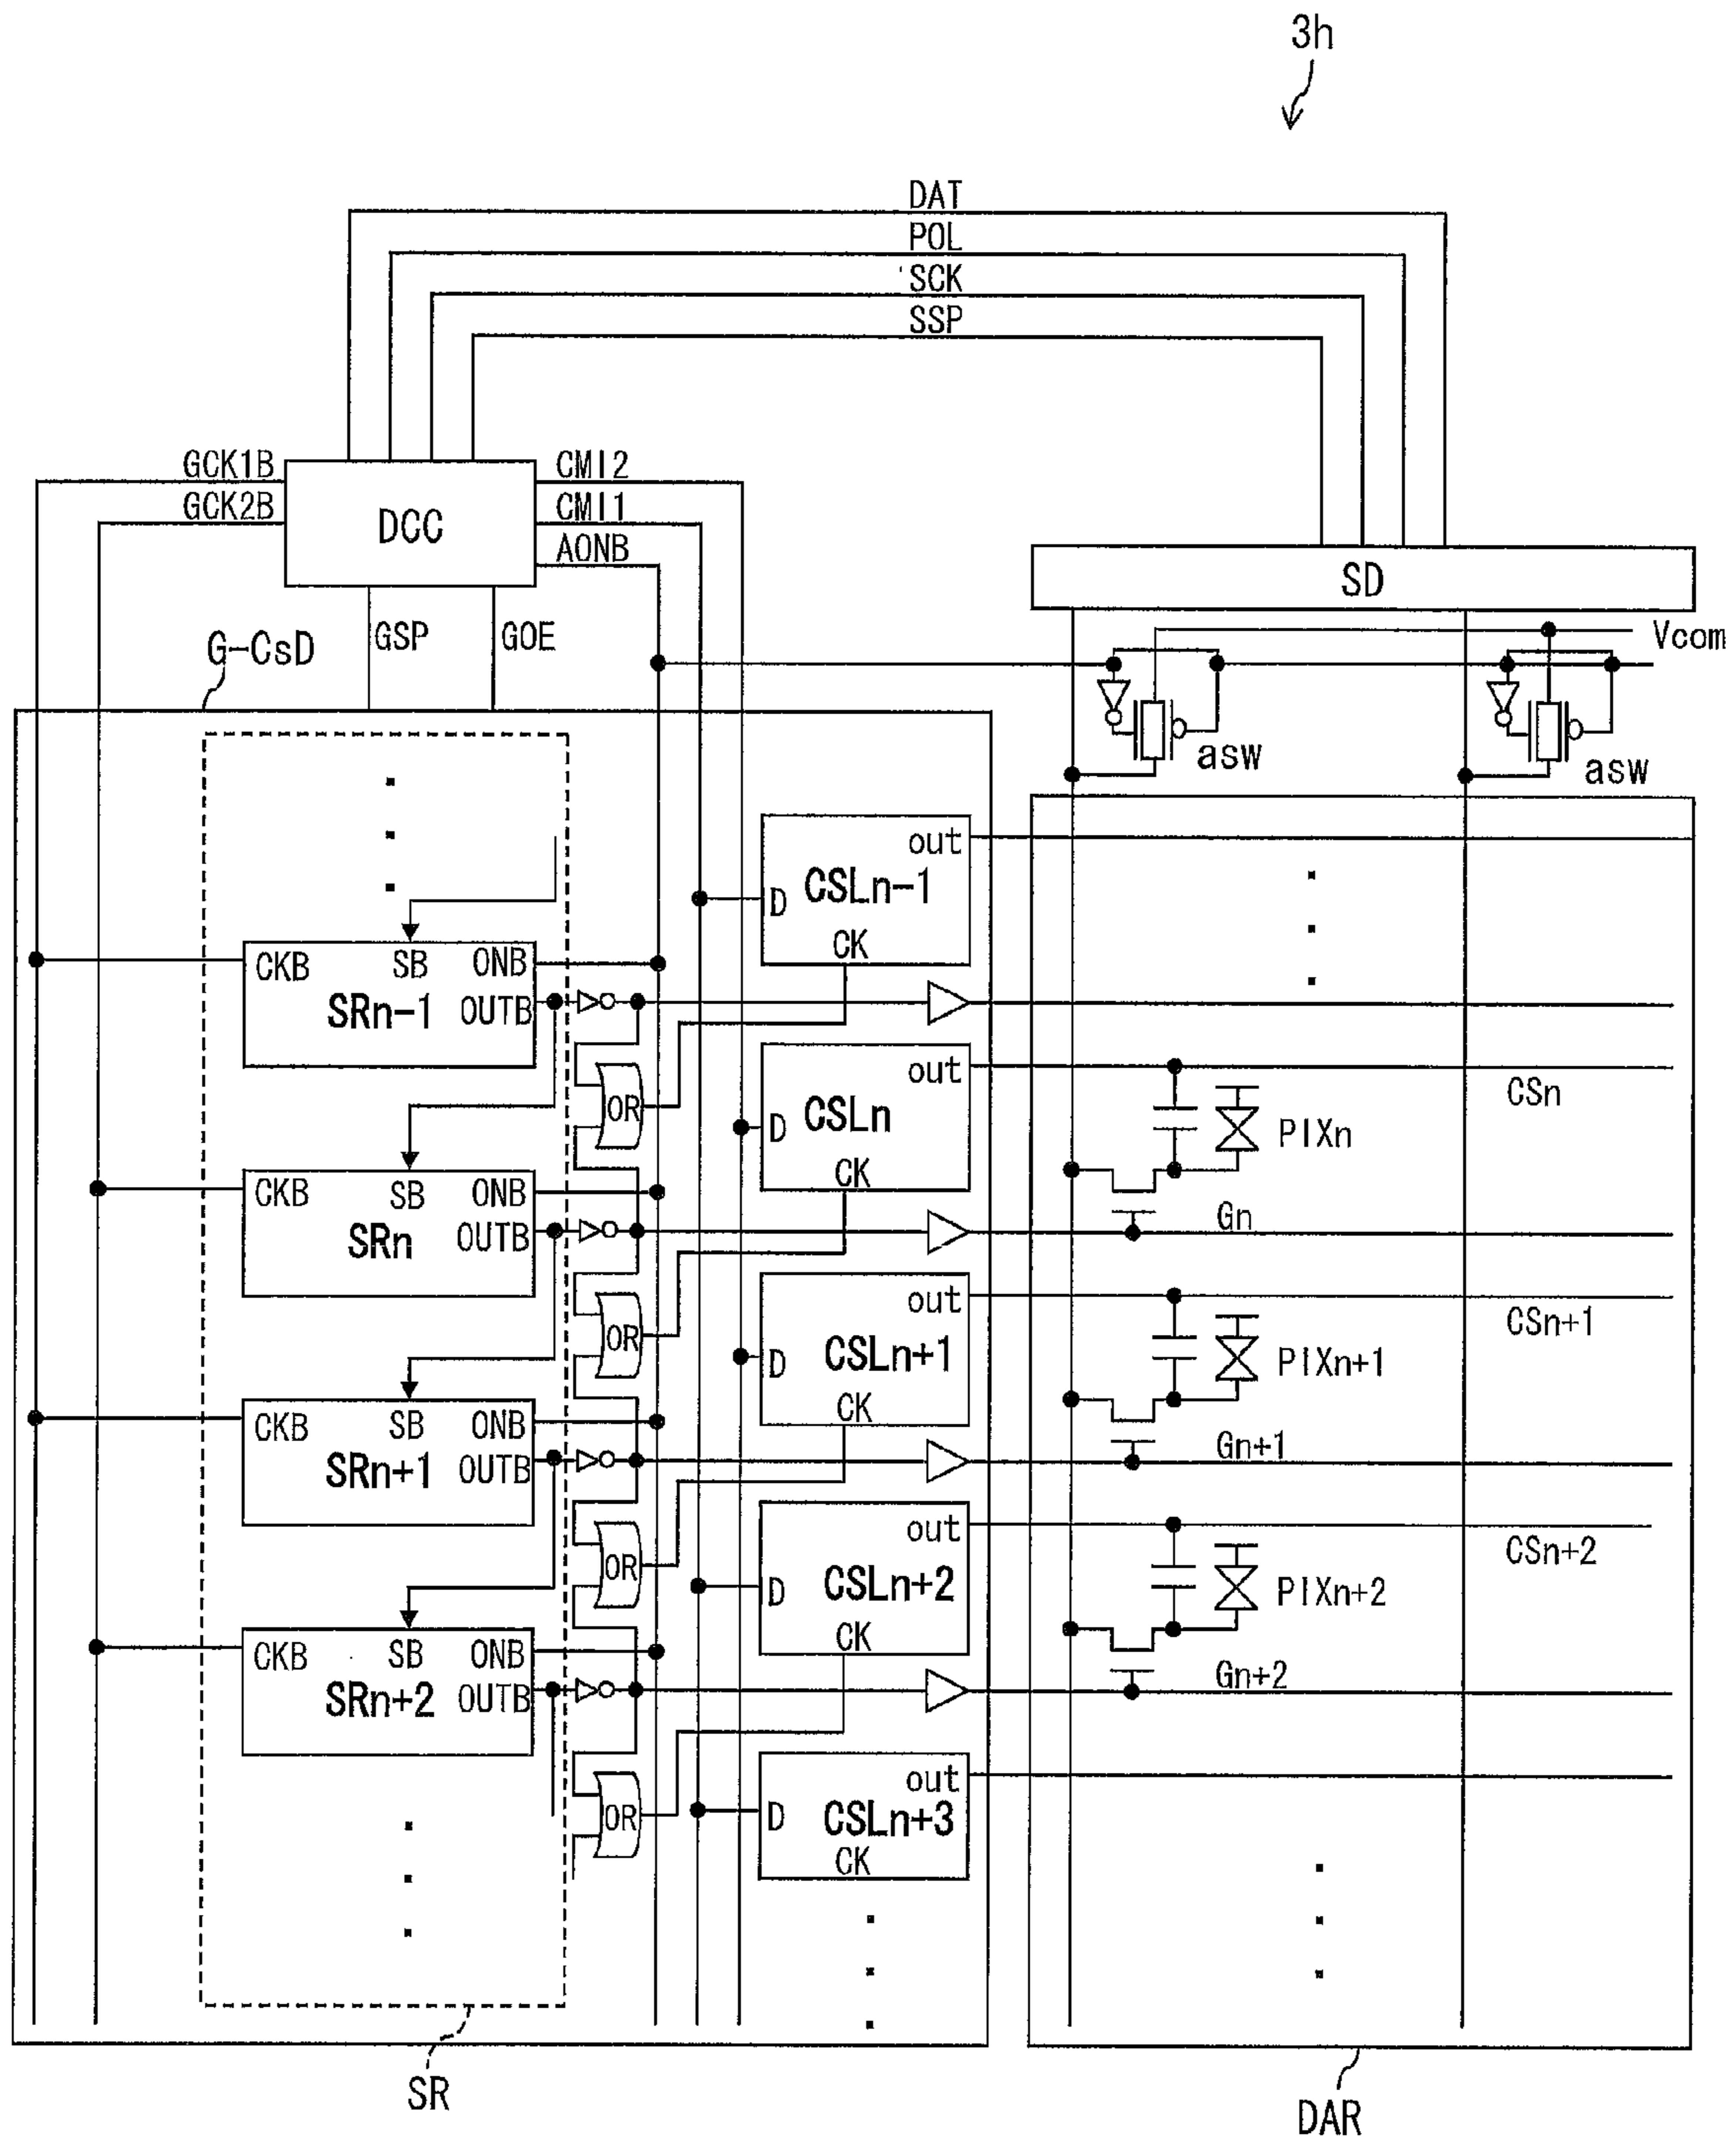 3h
DAT
POL
SCK
SSP
GCK1B
GCK2B
DCC
CMI2
CMI1
AONB
SD
GSP
GOE
G-CsD
Vcom
asw
asw
out
D
CSLn-1
CK
CKB
SB
ONB
SRn-1
OUTB
OR
out
D
CSLn
CK
CSn
PIXn
CKB
SB
ONB
SRn
OUTB
Gn
OR
out
D
CSLn+1
CK
CSn+1
PIXn+1
CKB
SB
ONB
SRn+1
OUTB
Gn+1
OR
out
D
CSLn+2
CK
CSn+2
PIXn+2
CKB
SB
ONB
SRn+2
OUTB
Gn+2
OR
out
D
CSLn+3
CK
SR
DAR